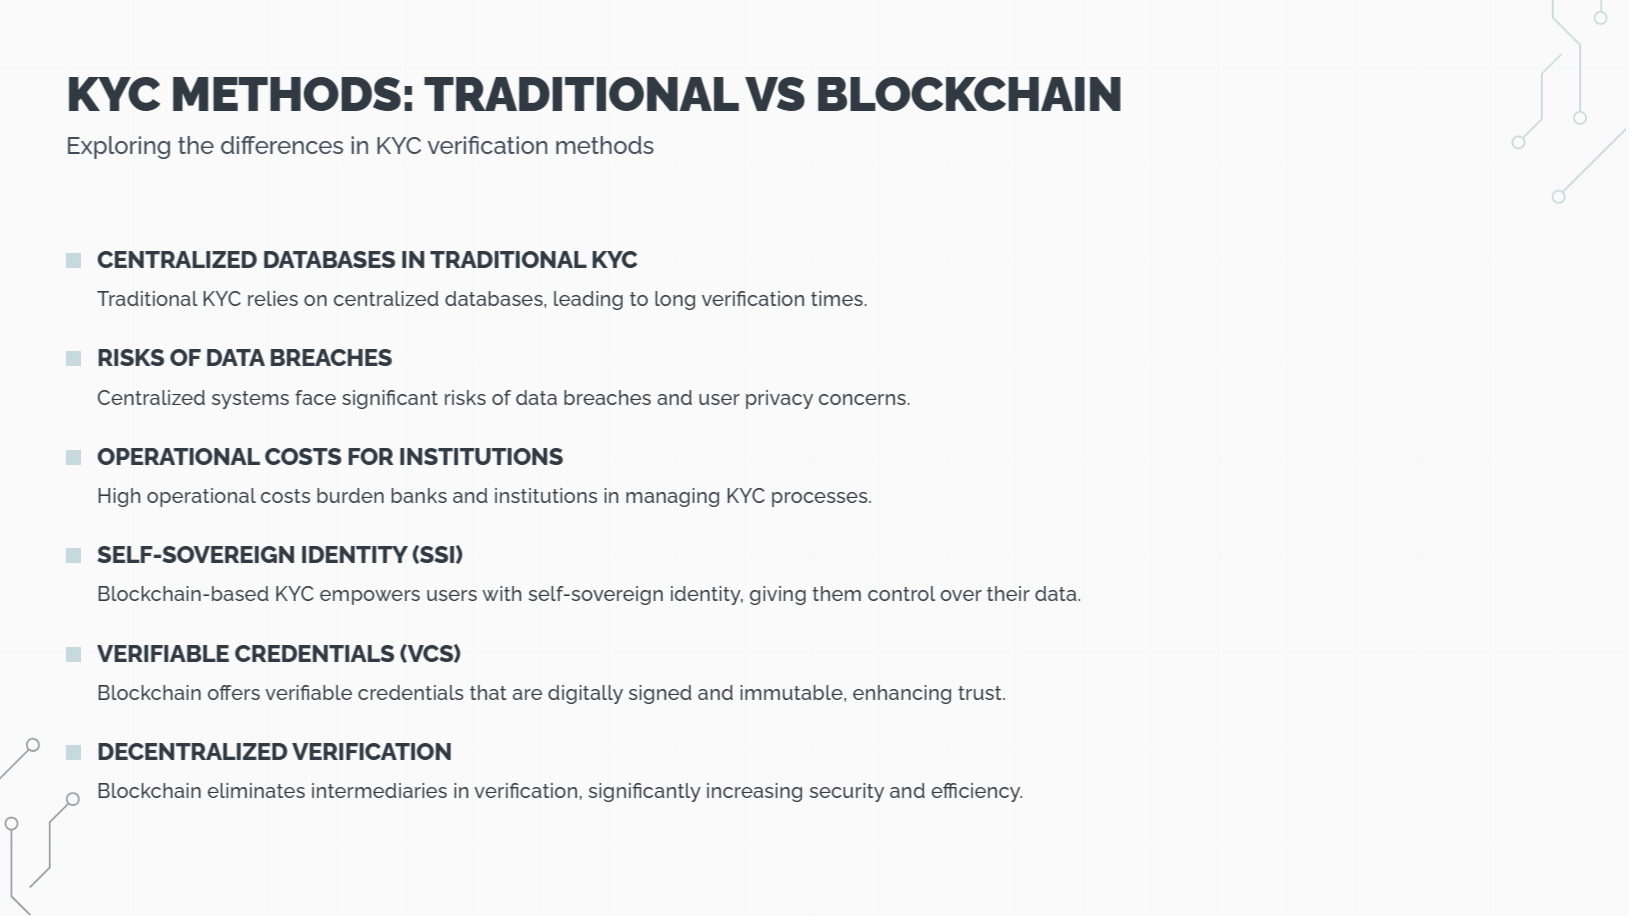 KYC METHODS: TRADITIONAL VS BLOCKCHAIN
Exploring the differences in KYC verification methods
CENTRALIZED DATABASES IN TRADITIONAL KYC
Traditional KYC relies on centralized databases, leading to long verification times.
RISKS OF DATA BREACHES
Centralized systems face significant risks of data breaches and user privacy concerns.
OPERATIONAL COSTS FOR INSTITUTIONS
High operational costs burden banks and institutions in managing KYC processes.
SELF-SOVEREIGN IDENTITY (SSI)
Blockchain-based KYC empowers users with self-sovereign identity, giving them control over their data.
VERIFIABLE CREDENTIALS (VCS)
Blockchain offers verifiable credentials that are digitally signed and immutable, enhancing trust.
DECENTRALIZED VERIFICATION
Blockchain eliminates intermediaries in verification, significantly increasing security and efficiency.